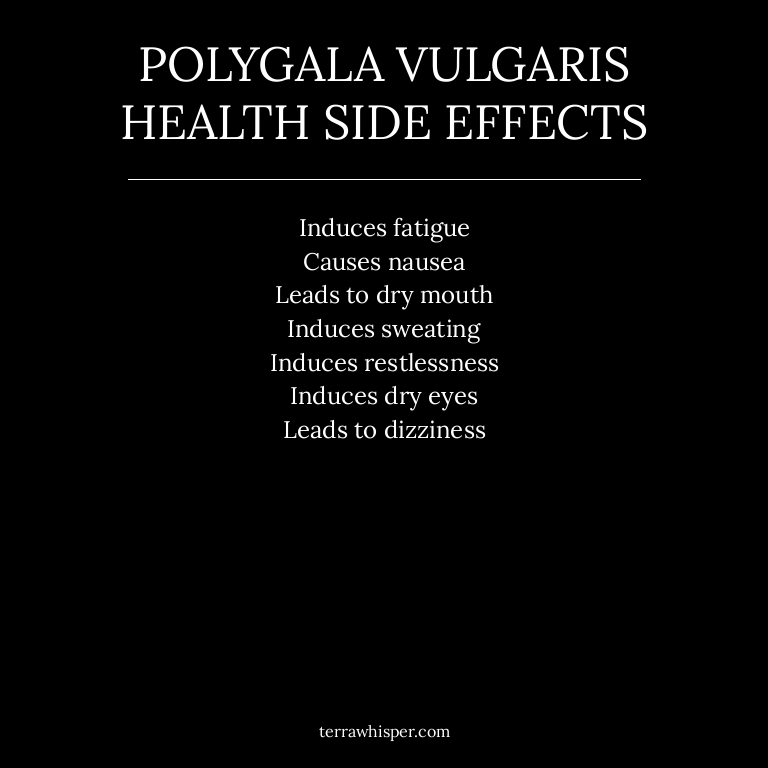 POLYGALA VULGARIS
HEALTH SIDE EFFECTS
Induces fatigue
Causes nausea
Leads to dry mouth
Induces sweating
Induces restlessness
Induces dry eyes
Leads to dizziness
terrawhisper.com